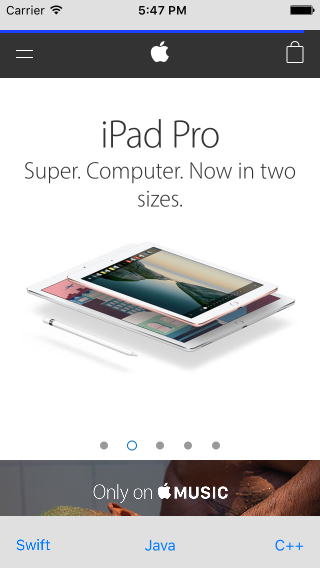 Carrier 5:47 PM
iPad Pro
Super. Computer. Now in two
sizes.
Only on MUSIC
Swift Java C++